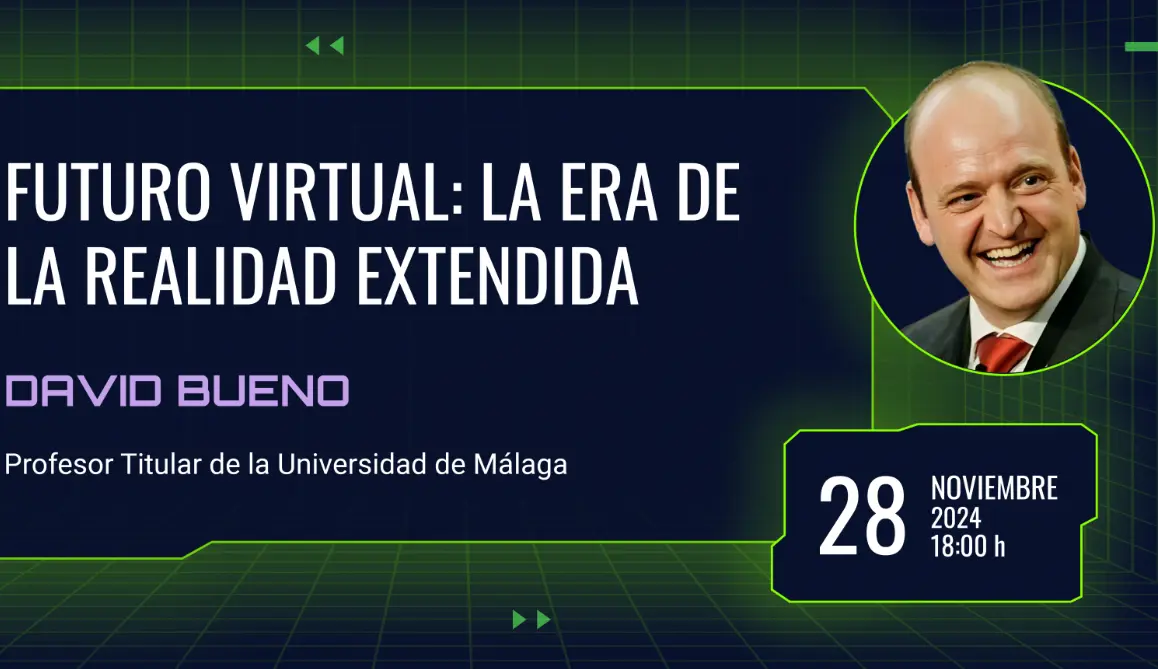 FUTURO VIRTUAL: LA ERA DE
LA REALIDAD EXTENDIDA
DAVID BUENO
Profesor Titular de la Universidad de Málaga
28
NOVIEMBRE
2024
18:00 h